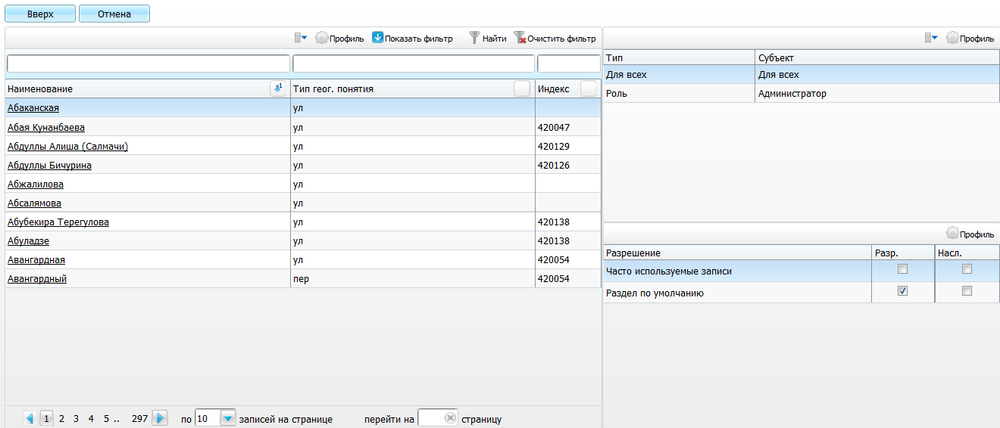 Вверх Отмена
Профиль Показать фильтр Найти Очистить фильтр
Наименование 1 Тип геог. понятия Индекс
Абаканская ул
Абая Кунанбаева ул 420047
Абдуллы Алиша (Салмачи) ул 420129
Абдуллы Бичурина ул 420126
Абжалилова ул
Абсалямова ул
Абубекира Терегулова ул 420138
Абуладзе ул 420138
Авангардная ул 420054
Авангардный пер 420054
1 2 3 4 5 .. 297 по 10 записей на странице перейти на страницу
Профиль
Тип Субъект
Для всех Для всех
Роль Администратор
Профиль
Разрешение Разр. Насл.
Часто используемые записи
Раздел по умолчанию